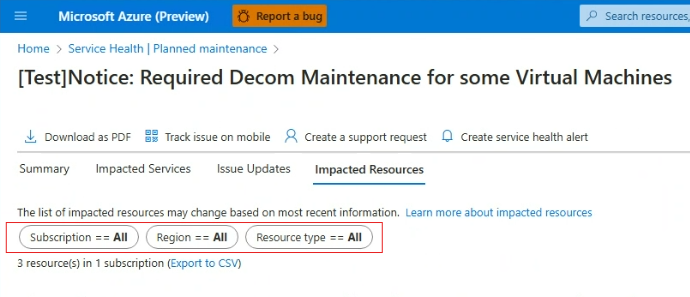 Microsoft Azure (Preview) Report a bug Search resources,
Home > Service Health | Planned maintenance >
[Test]Notice: Required Decom Maintenance for some Virtual Machines
Download as PDF Track issue on mobile Create a support request Create service health alert
Summary Impacted Services Issue Updates Impacted Resources
The list of impacted resources may change based on most recent information. Learn more about impacted resources
Subscription == All Region == All Resource type == All
3 resource(s) in 1 subscription (Export to CSV)